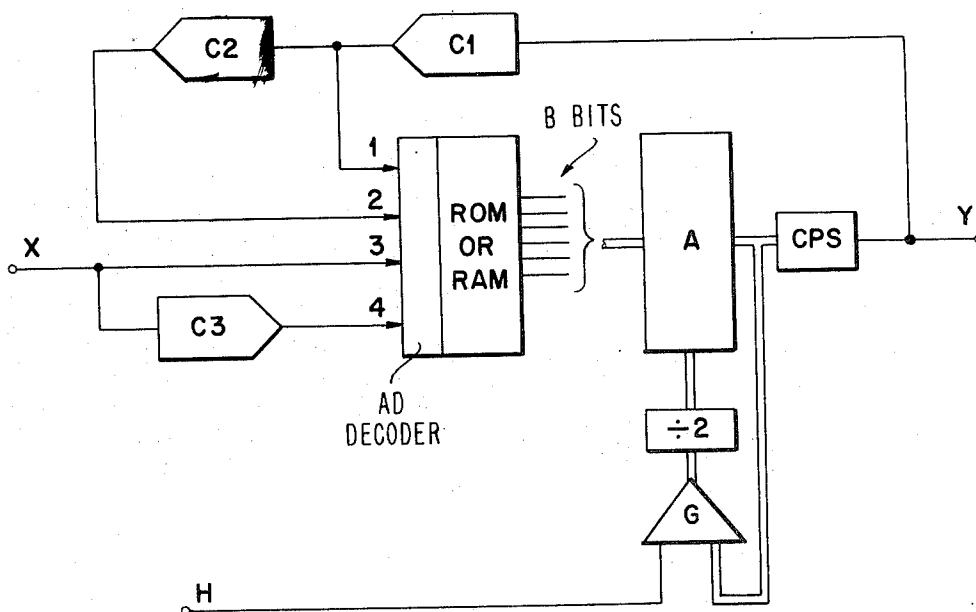 C2
C1
1
B BITS
2
ROM
OR
RAM
A
CPS
Y
X
3
C3
4
AD
DECODER
÷2
G
H